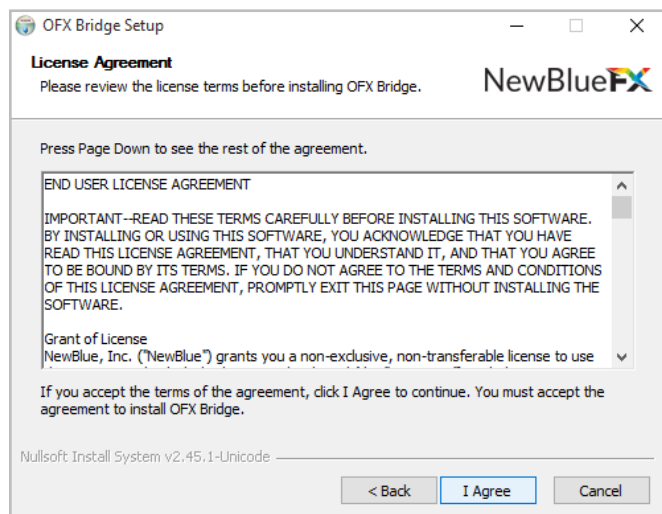 OFX Bridge Setup
License Agreement
Please review the license terms before installing OFX Bridge.
NewBlueFX
Press Page Down to see the rest of the agreement.
END USER LICENSE AGREEMENT
IMPORTANT--READ THESE TERMS CAREFULLY BEFORE INSTALLING THIS SOFTWARE.
BY INSTALLING OR USING THIS SOFTWARE, YOU ACKNOWLEDGE THAT YOU HAVE
READ THIS LICENSE AGREEMENT, THAT YOU UNDERSTAND IT, AND THAT YOU AGREE
TO BE BOUND BY ITS TERMS. IF YOU DO NOT AGREE TO THE TERMS AND CONDITIONS
OF THIS LICENSE AGREEMENT, PROMPTLY EXIT THIS PAGE WITHOUT INSTALLING THE
SOFTWARE.
Grant of License
NewBlue, Inc. ("NewBlue") grants you a non-exclusive, non-transferable license to use
If you accept the terms of the agreement, click I Agree to continue. You must accept the
agreement to install OFX Bridge.
Nullsoft Install System v2.45.1-Unicode
< Back
I Agree
Cancel